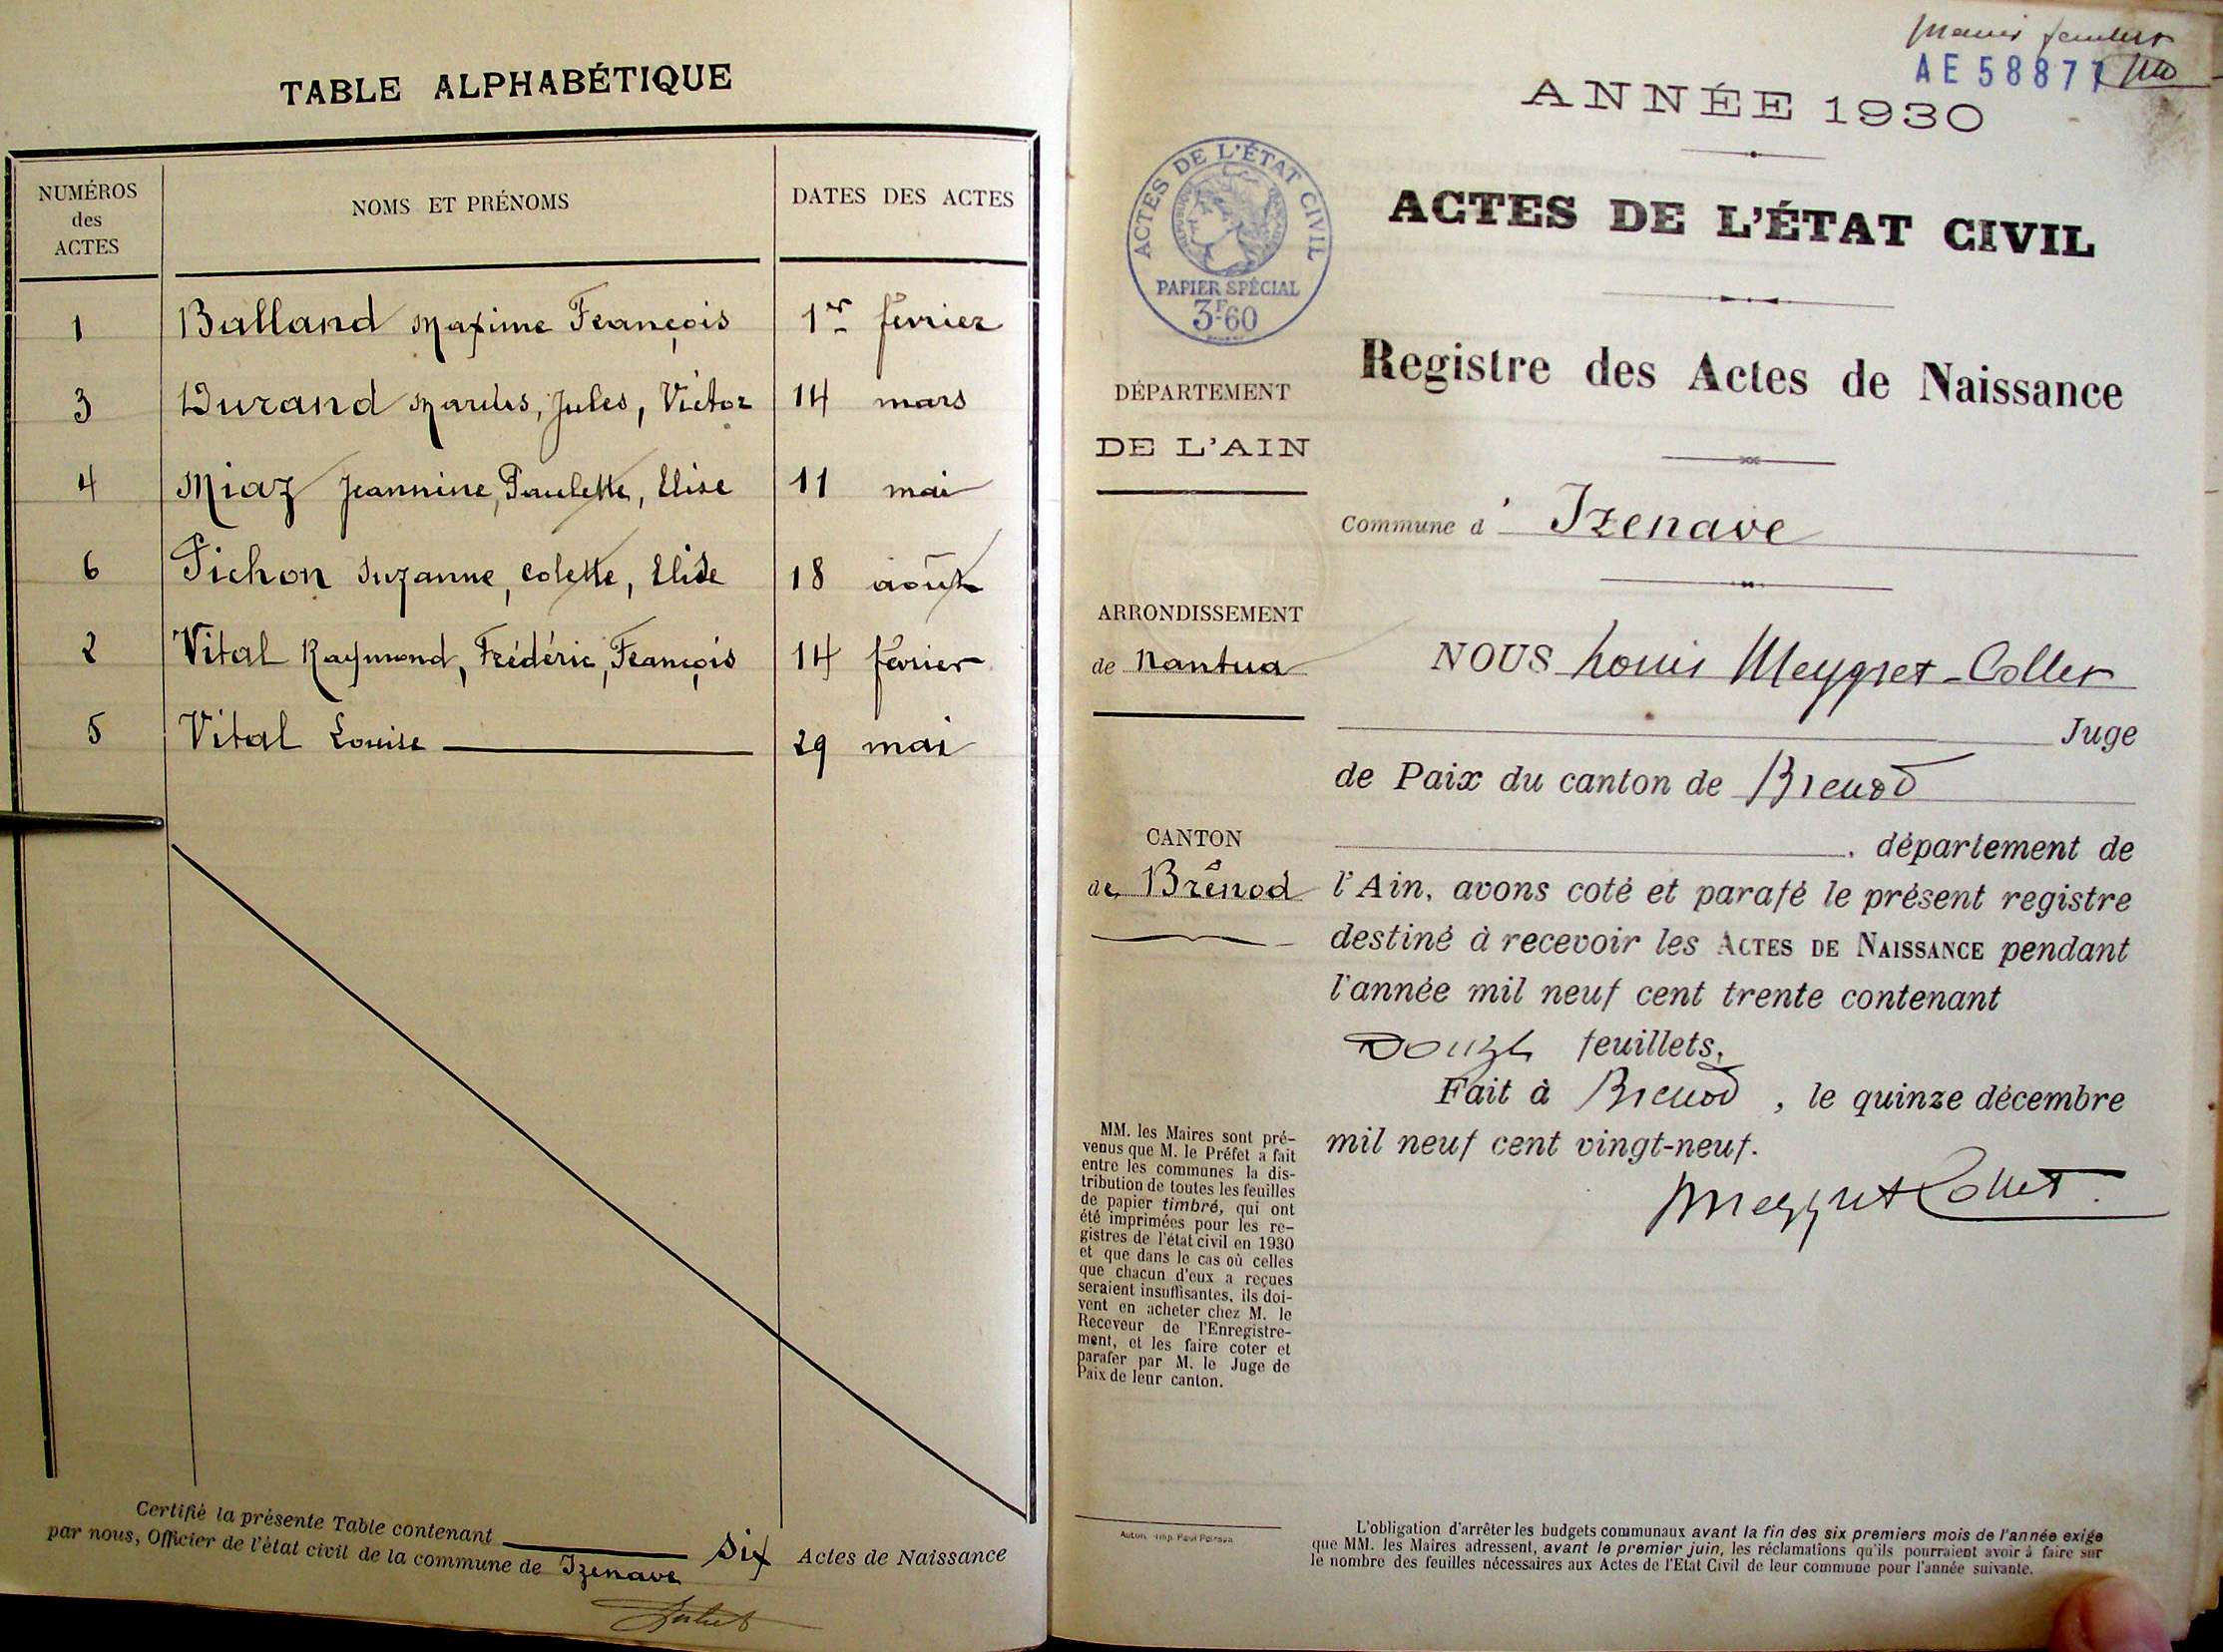 TABLE ALPHABÉTIQUE
NUMÉROS
des
ACTES
NOMS ET PRÉNOMS
DATES DES ACTES
1 Balland Maxime François 1er février
3 Durand Marius, Jules, Victor 14 mars
4 Miaz Jeannine, Paulette, Elise 11 mai
6 Pichon Suzanne, Colette, Elise 18 août
2 Vital Raymond, Frédéric, François 14 février
5 Vital Louise 29 mai
Certifié la présente Table contenant six Actes de Naissance
par nous, Officier de l'état civil de la commune de Izenave
premier feuillet
AE 58877
ANNÉE 1930
ACTES DE L'ÉTAT CIVIL
PAPIER SPÉCIAL
3F60
ACTES DE L'ÉTAT CIVIL
Registre des Actes de Naissance
DÉPARTEMENT
DE L'AIN
Commune d' Izenave
ARRONDISSEMENT
de Nantua
NOUS Louis Meygret-Collet
Juge
de Paix du canton de Brenod
CANTON
de Brénod
, département de
l'Ain, avons coté et parafé le présent registre
destiné à recevoir les ACTES DE NAISSANCE pendant
l'année mil neuf cent trente contenant
Douze feuillets.
Fait à Brenod, le quinze décembre
mil neuf cent vingt-neuf.
Meygret Collet
MM. les Maires sont pré-
venus que M. le Préfet a fait
entre les communes la dis-
tribution de toutes les feuilles
de papier timbré, qui ont
été imprimées pour les re-
gistres de l'état civil en 1930
et que dans le cas où celles
que chacun d'eux a reçues
seraient insuffisantes, ils doi-
vent en acheter chez M. le
Receveur de l'Enregistre-
ment, et les faire coter et
parafer par M. le Juge de
Paix de leur canton.
L'obligation d'arrêter les budgets communaux avant la fin des six premiers mois de l'année exige
que MM. les Maires adressent, avant le premier juin, les réclamations qu'ils pourraient avoir à faire sur
le nombre des feuilles nécessaires aux Actes de l'Etat Civil de leur commune pour l'année suivante.